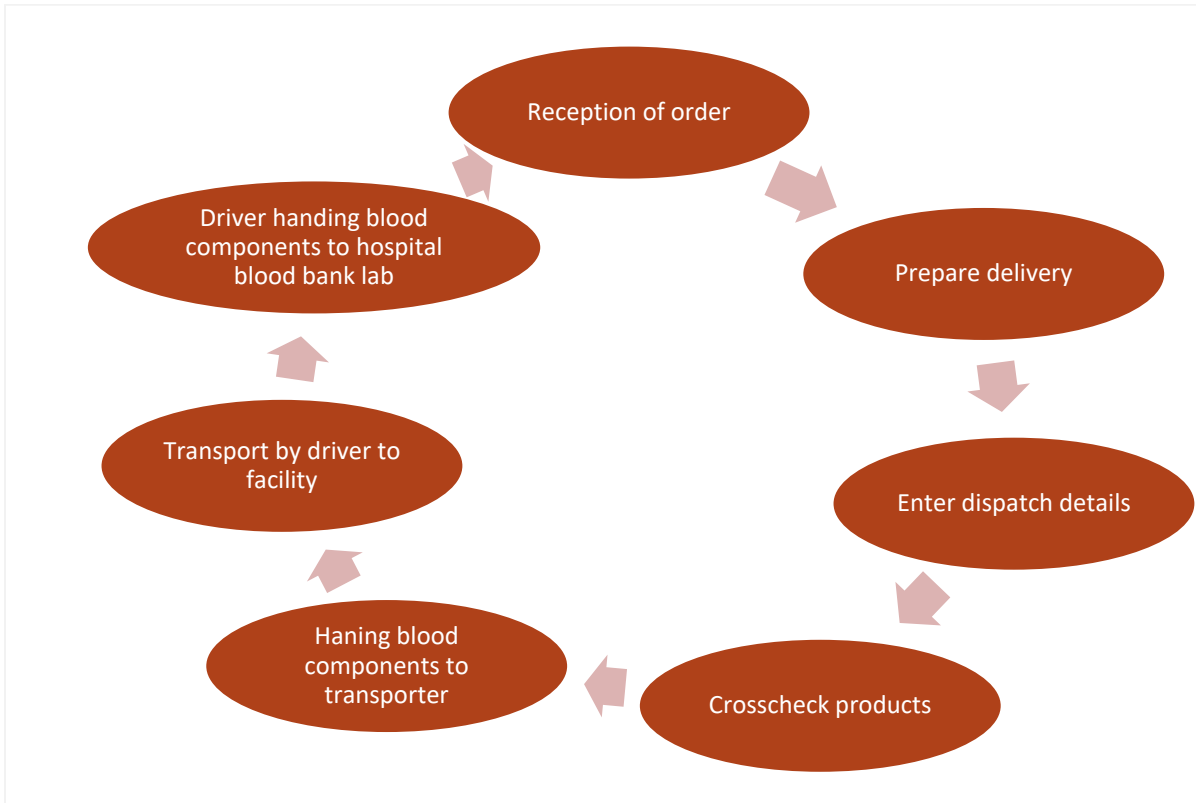 Reception of order
Prepare delivery
Enter dispatch details
Crosscheck products
Haning blood
components to
transporter
Transport by driver to
facility
Driver handing blood
components to hospital
blood bank lab